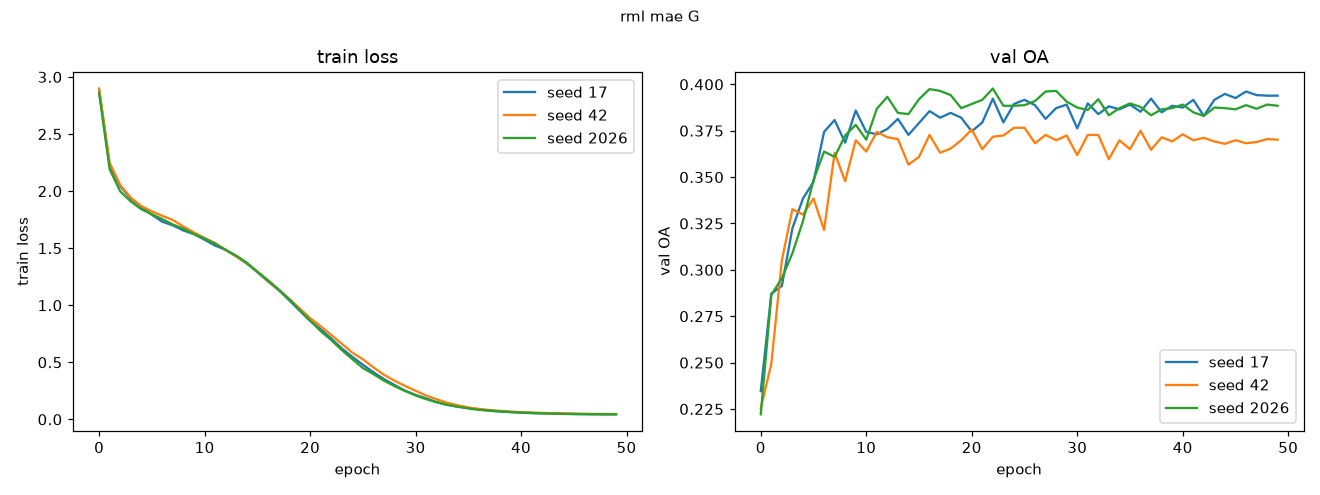 rml mae G
train loss
train loss
3.0
2.5
2.0
1.5
1.0
0.5
0.0
0 10 20 30 40 50
epoch
seed 17
seed 42
seed 2026
val OA
val OA
0.400
0.375
0.350
0.325
0.300
0.275
0.250
0.225
0 10 20 30 40 50
epoch
seed 17
seed 42
seed 2026